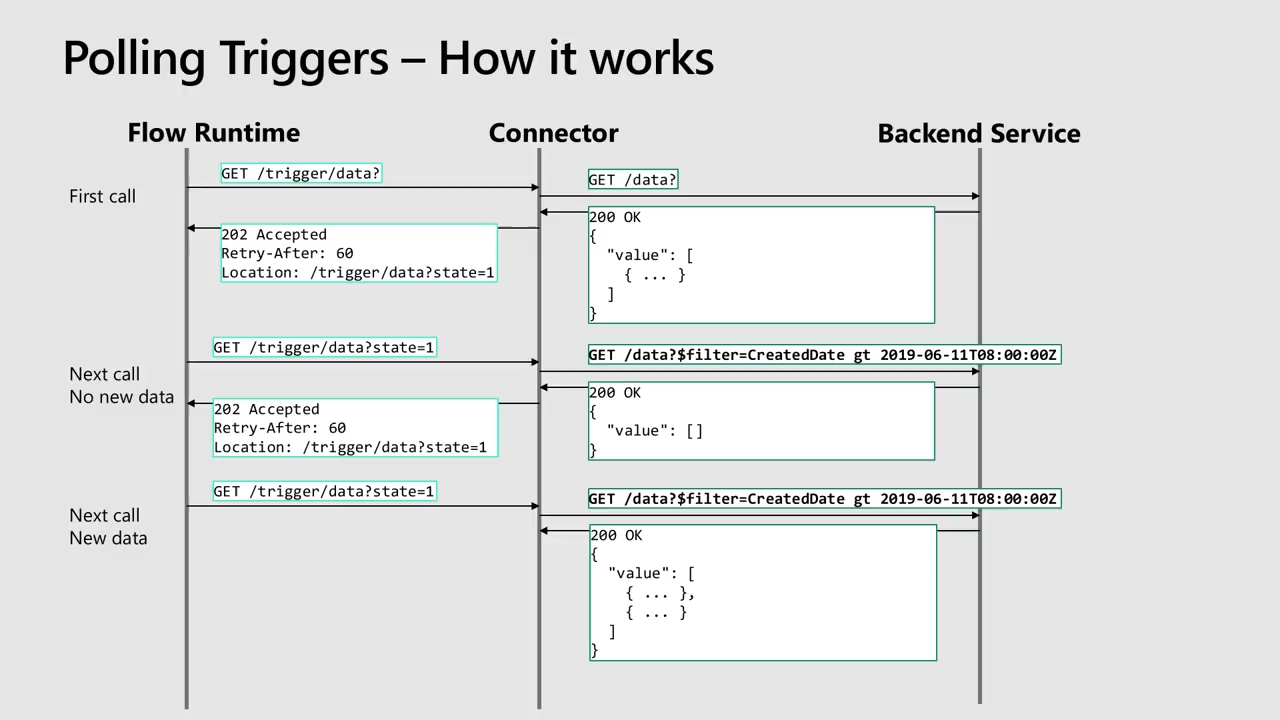 Polling Triggers – How it works
Flow Runtime
Connector
Backend Service
First call
GET /trigger/data?
GET /data?
200 OK
{
"value": [
{ ... }
]
}
202 Accepted
Retry-After: 60
Location: /trigger/data?state=1
Next call
No new data
GET /trigger/data?state=1
GET /data?$filter=CreatedDate gt 2019-06-11T08:00:00Z
200 OK
{
"value": []
}
202 Accepted
Retry-After: 60
Location: /trigger/data?state=1
Next call
New data
GET /trigger/data?state=1
GET /data?$filter=CreatedDate gt 2019-06-11T08:00:00Z
200 OK
{
"value": [
{ ... },
{ ... }
]
}